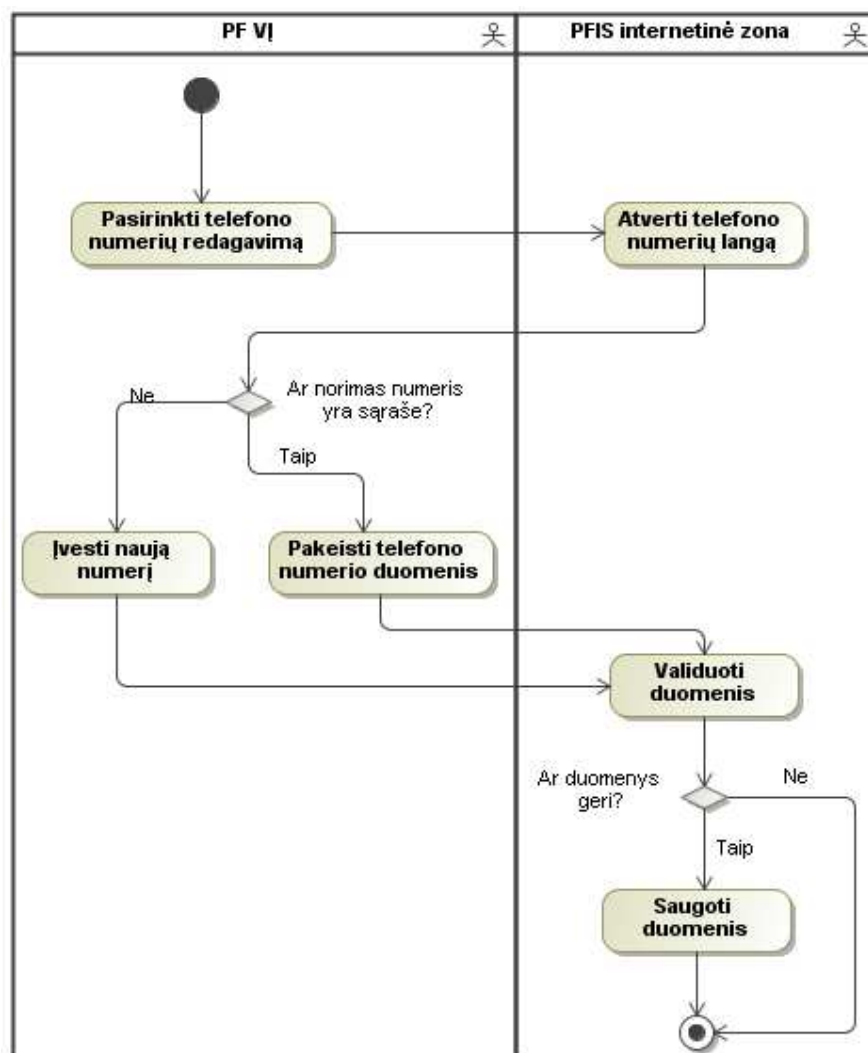 PF VĮ
PFIS internetinė zona
Pasirinkti telefono
numerių redagavimą
Atverti telefono
numerių langą
Ar norimas numeris
yra sąraše?
Ne
Taip
Įvesti naują
numerį
Pakeisti telefono
numerio duomenis
Validuoti
duomenis
Ar duomenys
geri?
Ne
Taip
Saugoti
duomenis